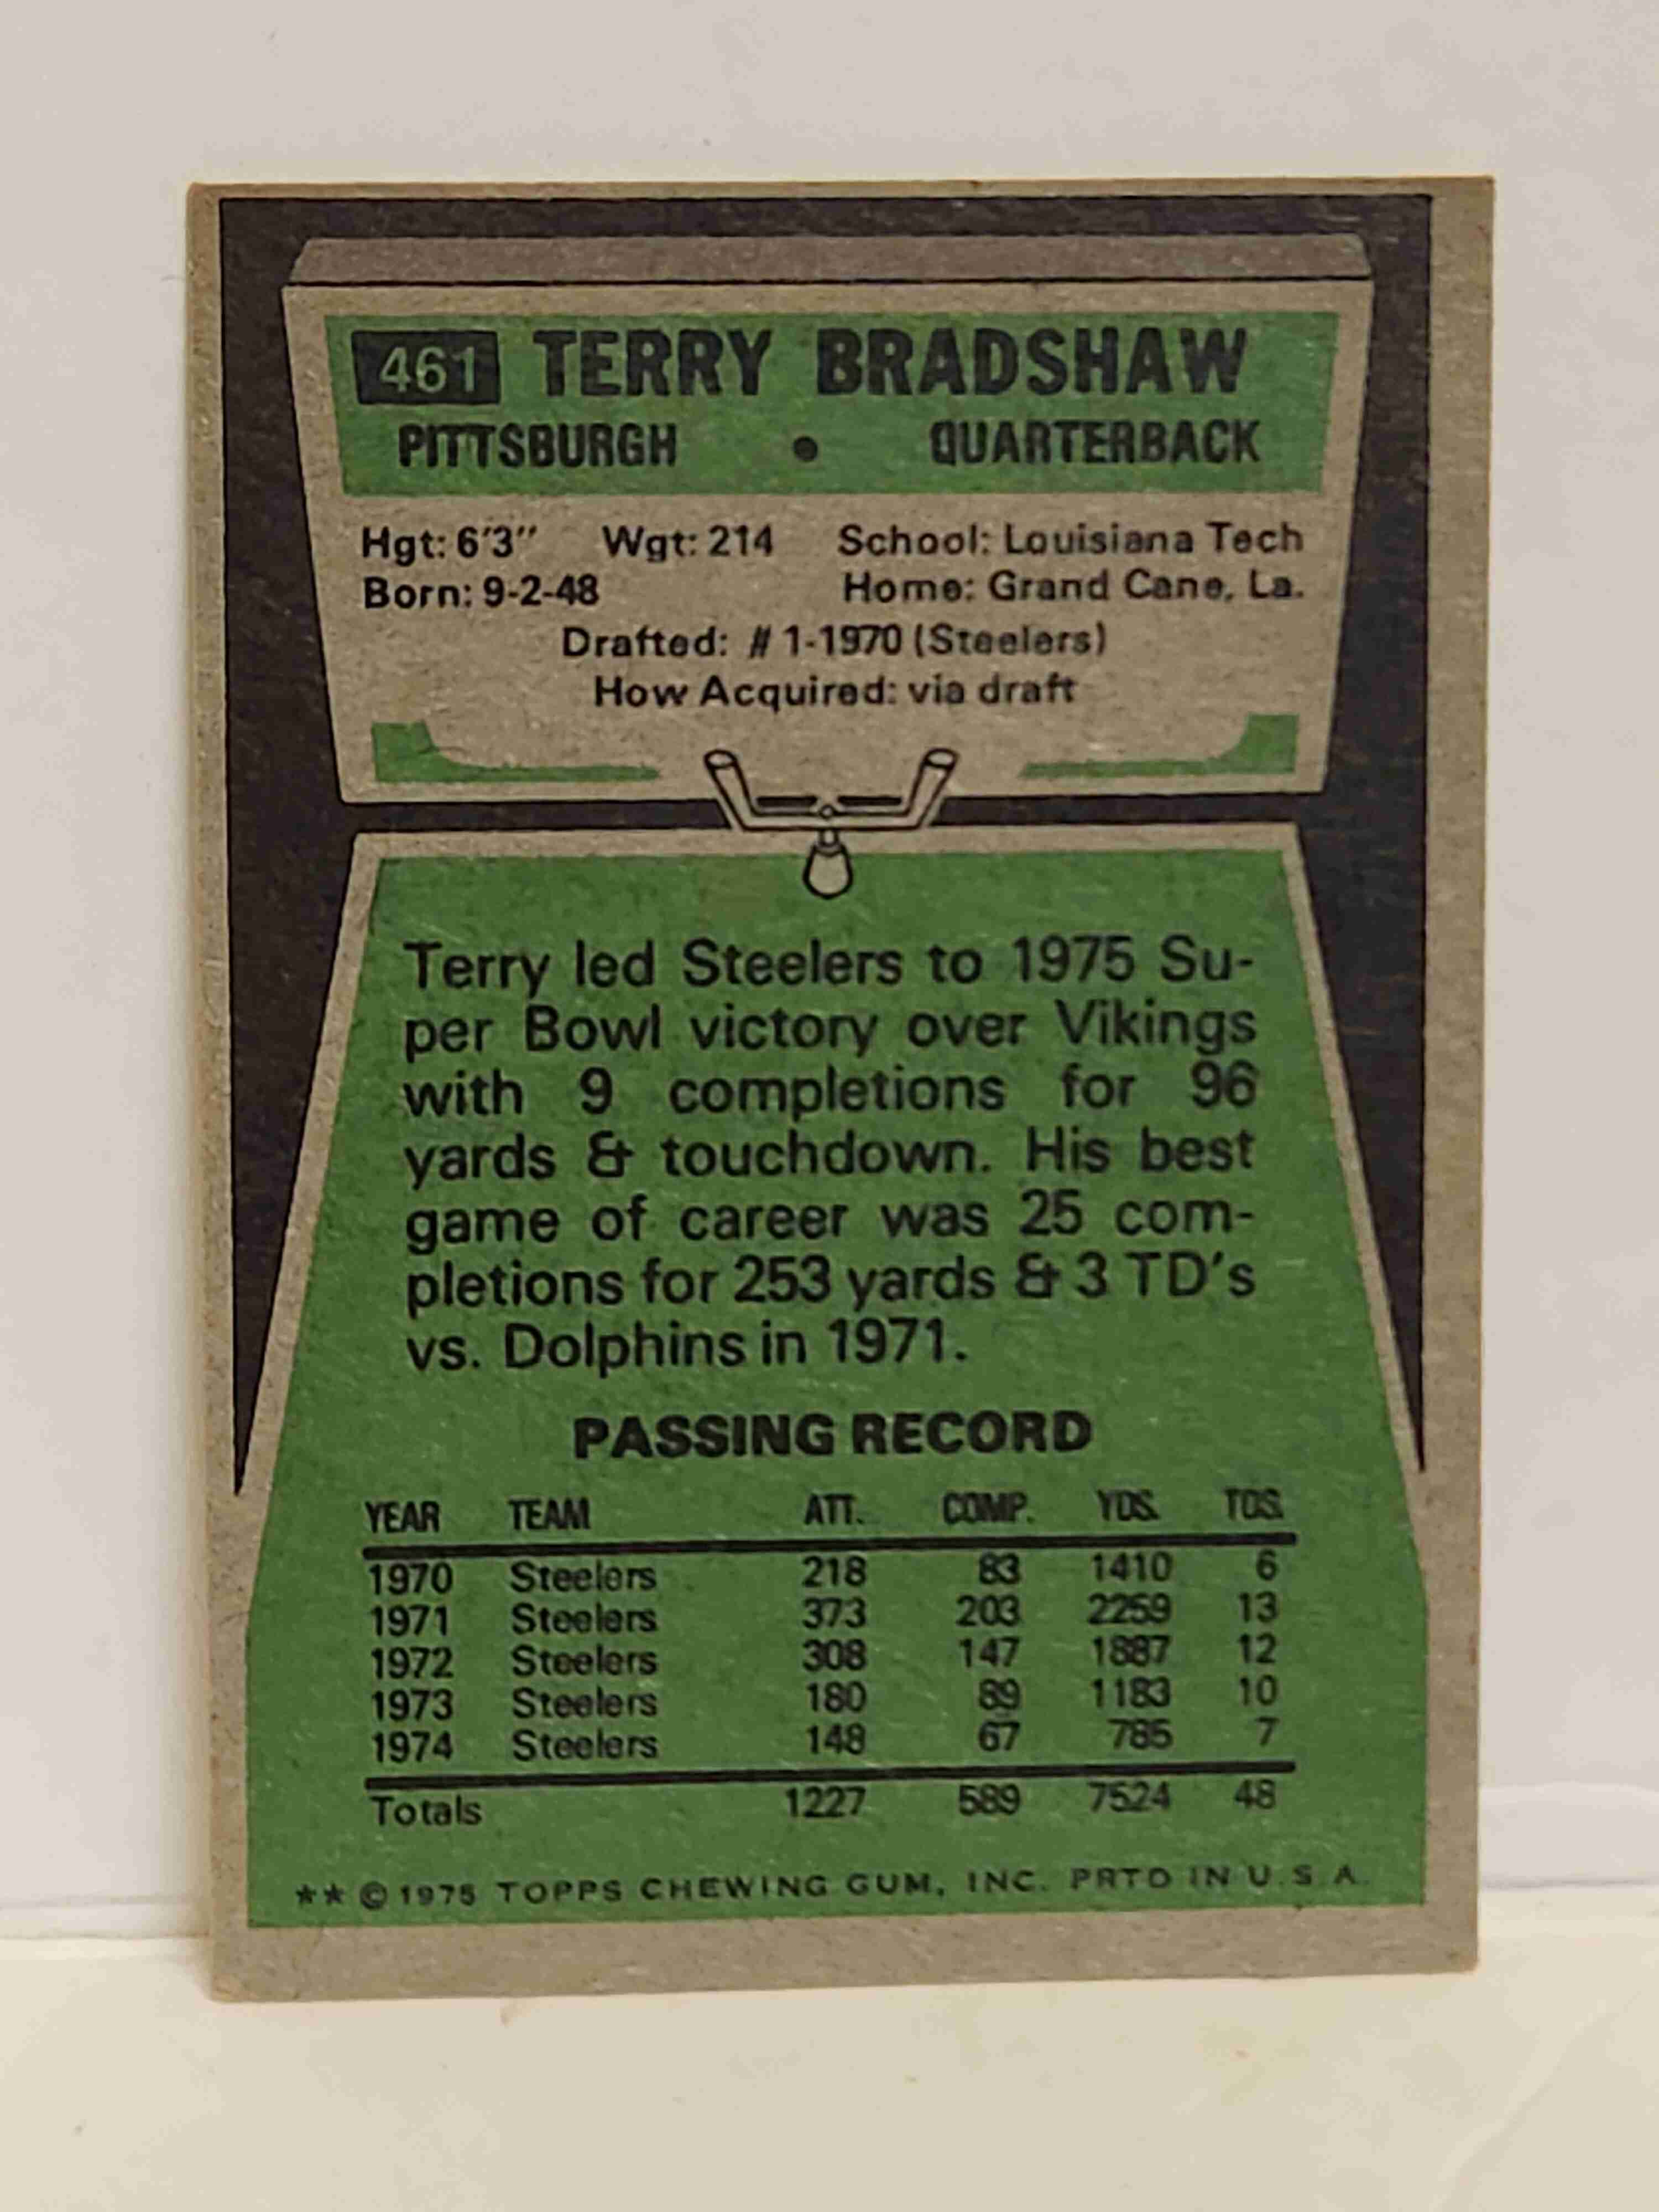 461 TERRY BRADSHAW
PITTSBURGH • QUARTERBACK
Hgt: 6'3" Wgt: 214 School: Louisiana Tech
Born: 9-2-48 Home: Grand Cane, La.
Drafted: # 1-1970 (Steelers)
How Acquired: via draft
Terry led Steelers to 1975 Su-
per Bowl victory over Vikings
with 9 completions for 96
yards & touchdown. His best
game of career was 25 com-
pletions for 253 yards & 3 TD's
vs. Dolphins in 1971.
PASSING RECORD
YEAR TEAM ATT. COMP. YDS. TDS.
1970 Steelers 218 83 1410 6
1971 Steelers 373 203 2259 13
1972 Steelers 308 147 1887 12
1973 Steelers 180 89 1183 10
1974 Steelers 148 67 785 7
Totals 1227 589 7524 48
** © 1975 TOPPS CHEWING GUM, INC. PRTD IN U.S.A.